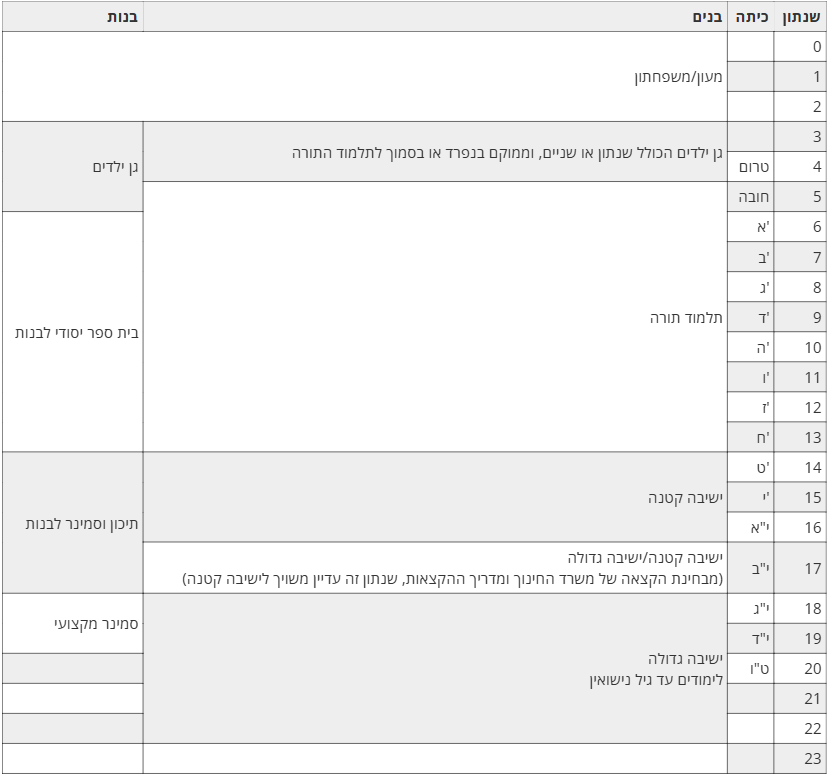 שנתון כיתה בנים בנות
0
מעון/משפחתון
1
2
3
גן ילדים הכולל שנתון או שניים, וממוקם בנפרד או בסמוך לתלמוד התורה
4 טרום
גן ילדים
5 חובה
6 א'
7 ב'
8 ג'
9 ד'
תלמוד תורה
בית ספר יסודי לבנות
10 ה'
11 ו'
12 ז'
13 ח'
14 ט'
15 י'
ישיבה קטנה
16 י"א
תיכון וסמינר לבנות
17 י"ב
ישיבה קטנה/ישיבה גדולה
(מבחינת הקצאה של משרד החינוך ומדריך ההקצאות, שנתון זה עדיין משויך לישיבה קטנה)
18 י"ג
סמינר מקצועי
19 י"ד
ישיבה גדולה
לימודים עד גיל נישואין
20 ט"ו
21
22
23